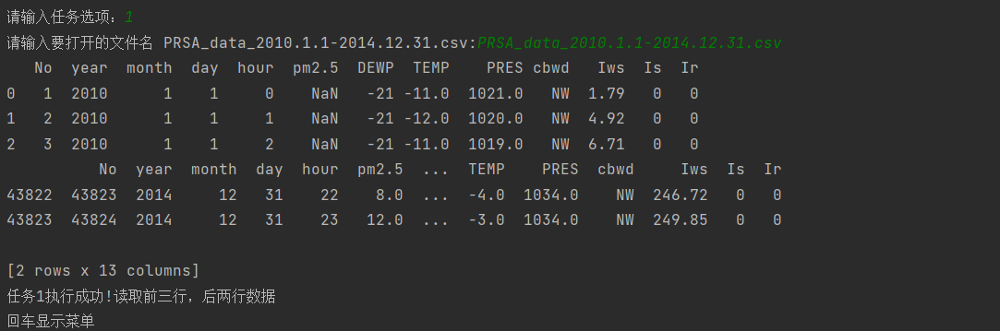 请输入任务选项：1
请输入要打开的文件名 PRSA_data_2010.1.1-2014.12.31.csv:PRSA_data_2010.1.1-2014.12.31.csv
   No  year  month  day  hour  pm2.5  DEWP  TEMP    PRES cbwd   Iws  Is  Ir
0   1  2010      1    1     0    NaN   -21 -11.0  1021.0   NW  1.79   0   0
1   2  2010      1    1     1    NaN   -21 -12.0  1020.0   NW  4.92   0   0
2   3  2010      1    1     2    NaN   -21 -11.0  1019.0   NW  6.71   0   0
          No  year  month  day  hour  pm2.5  ...  TEMP    PRES  cbwd     Iws  Is  Ir
43822  43823  2014     12   31    22    8.0  ...  -4.0  1034.0    NW  246.72   0   0
43823  43824  2014     12   31    23   12.0  ...  -3.0  1034.0    NW  249.85   0   0
[2 rows x 13 columns]
任务1执行成功!读取前三行，后两行数据
回车显示菜单